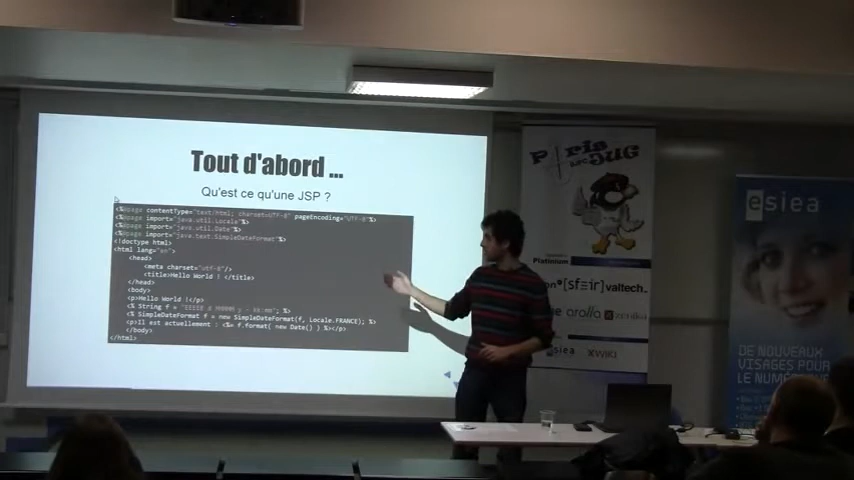 Tout d'abord ...
Qu'est ce qu'une JSP ?
<%@page contentType="text/html; charset=UTF-8" pageEncoding="UTF-8"%>
<%@page import="java.util.Locale"%>
<%@page import="java.util.Date"%>
<%@page import="java.text.SimpleDateFormat"%>
<!doctype html>
<html lang="en">
<head>
<meta charset="utf-8"/>
<title>Hello World ! </title>
</head>
<body>
<p>Hello World !</p>
<% SimpleDateFormat f = new SimpleDateFormat(f, Locale.FRANCE); %>
<p>Il est actuellement : <%= f.format( new Date() ) %></p>
</body>
</html>
Paris
JUG
Platinum
[sf=ir] valtech.
arolla
esiea
XWIKI
esiea
DE NOUVEAUX
VISAGES POUR
LE NUMÉ